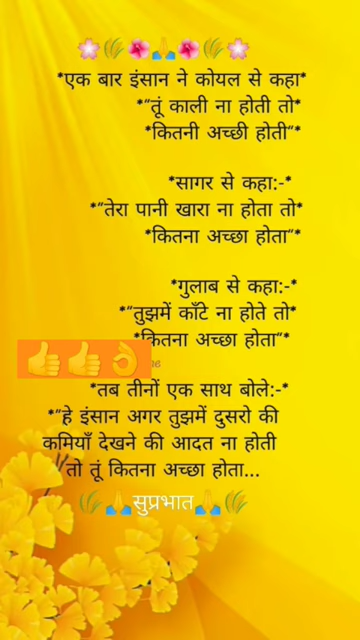 🌸🌾🌺🙏🌺🌾🌸
*एक बार इंसान ने कोयल से कहा*
*"तूं काली ना होती तो*
*कितनी अच्छी होती"*
*सागर से कहा:-*
*"तेरा पानी खारा ना होता तो*
*कितना अच्छा होता"*
*गुलाब से कहा:-*
*"तुझमें काँटे ना होते तो*
*कितना अच्छा होता"*
👍👍👌
*तब तीनों एक साथ बोले:-*
*"हे इंसान अगर तुझमें दुसरो की
कमियाँ देखने की आदत ना होती
तो तूं कितना अच्छा होता...
🌾🙏सुप्रभात🙏🌾